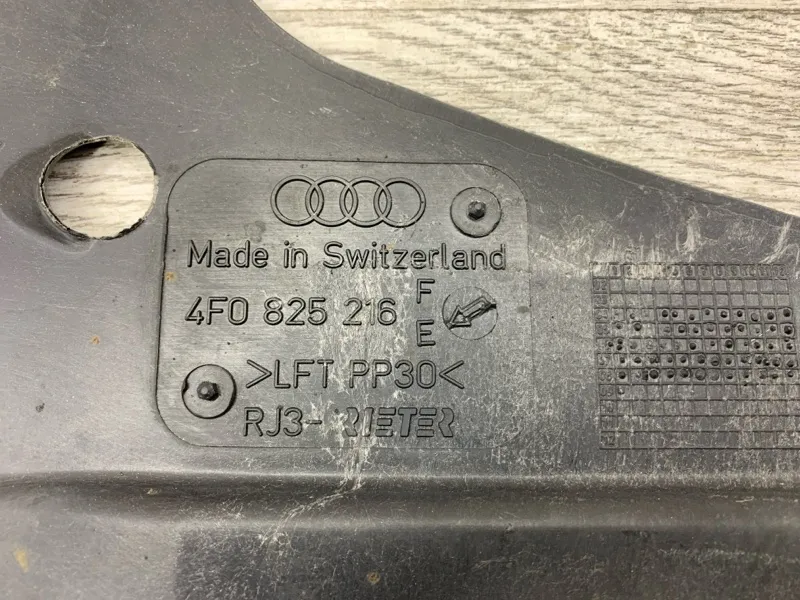 Made in Switzerland
4F0 825 216 F
E
>LFT PP30<
RJ3- RIETER